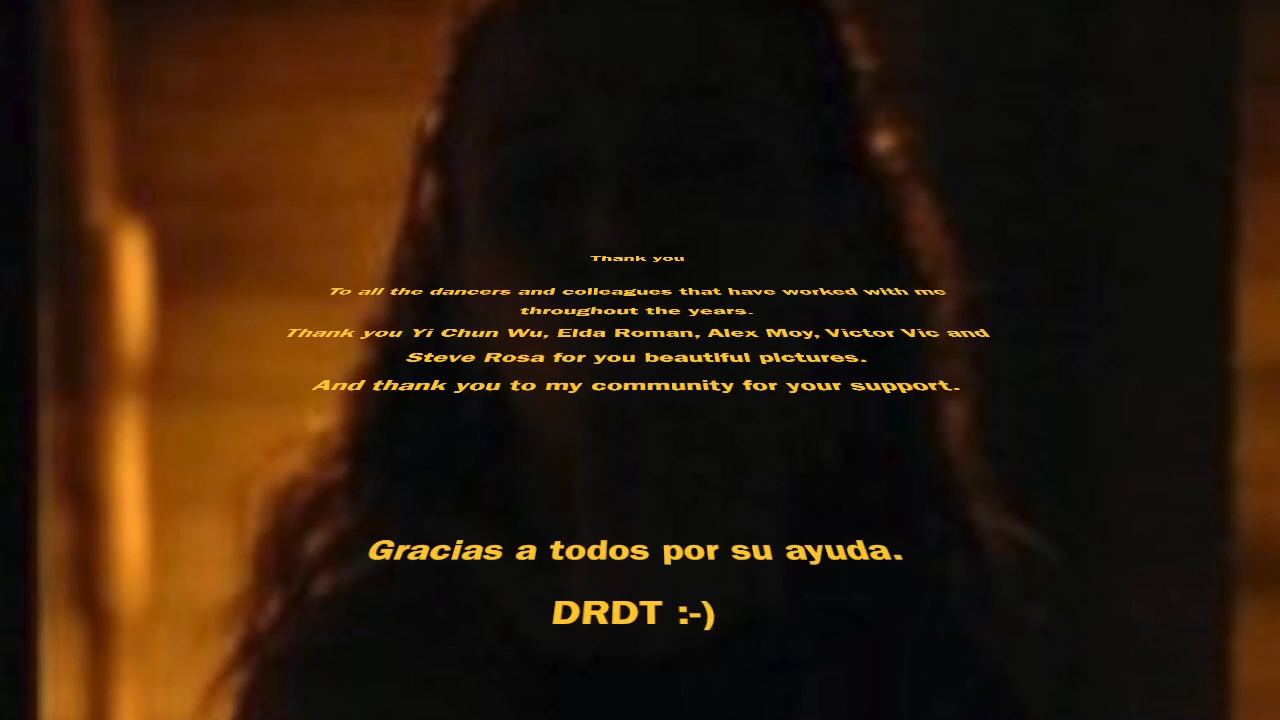 Thank you
To all the dancers and colleagues that have worked with me
throughout the years.
Thank you Yi Chun Wu, Elda Roman, Alex Moy, Victor Vic and
Steve Rosa for you beautiful pictures.
And thank you to my community for your support.
Gracias a todos por su ayuda.
DRDT :-)